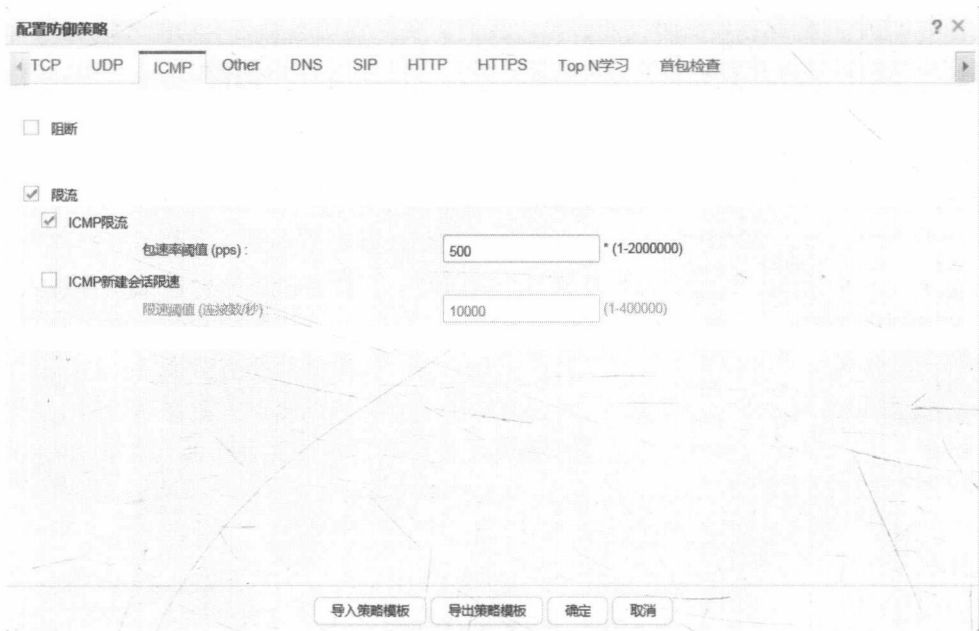 配置防御策略 ? ×
TCP UDP ICMP Other DNS SIP HTTP HTTPS Top N学习 首包检查
阻断
限流
ICMP限流
包速率阈值 (pps) : 500 * (1-2000000)
ICMP新建会话限速
限速阈值 (连接数/秒) : 10000 (1-400000)
导入策略模板 导出策略模板 确定 取消